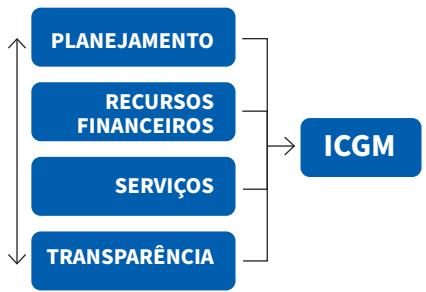 PLANEJAMENTO
RECURSOS
FINANCEIROS
SERVIÇOS
TRANSPARÊNCIA
ICGM